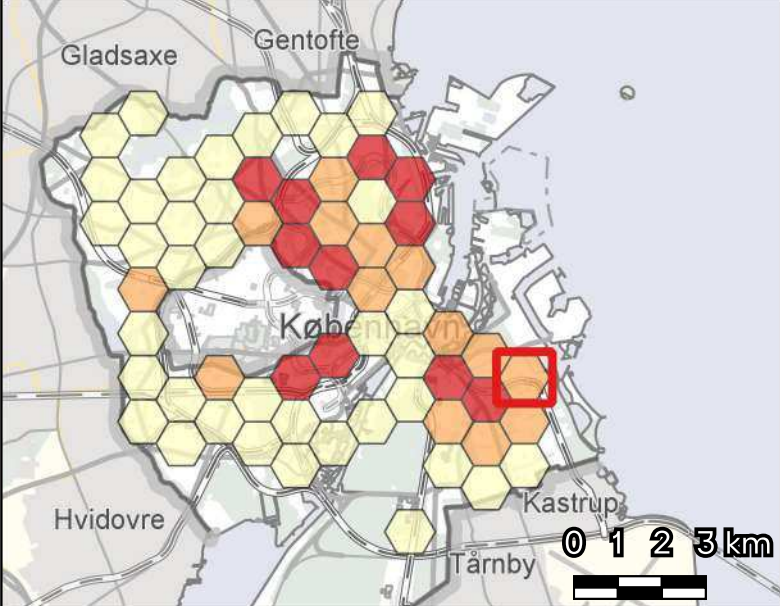 Gentofte
Gladsaxe
København
Kastrup
Hvidovre
Tårnby
0 1 2 3 km